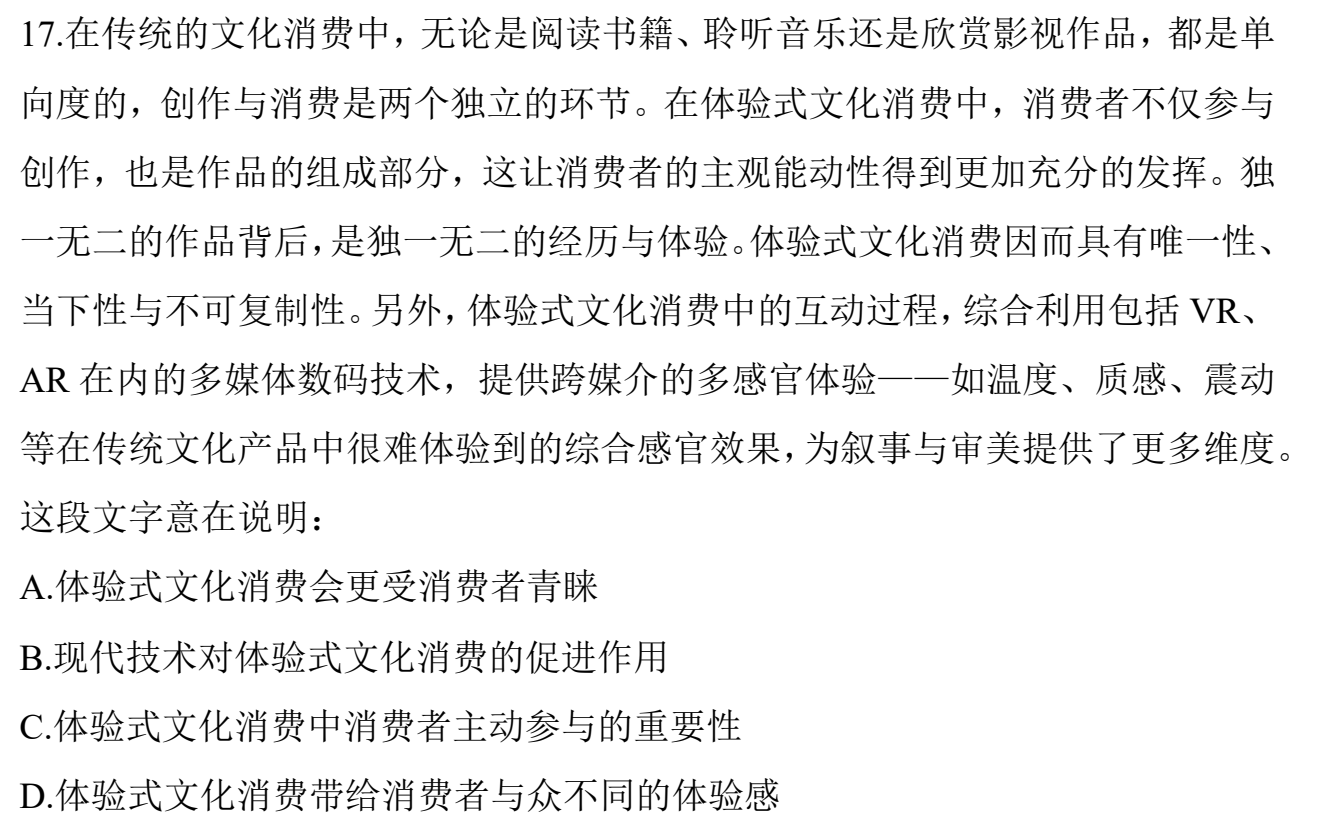 17.在传统的文化消费中，无论是阅读书籍、聆听音乐还是欣赏影视作品，都是单
向度的，创作与消费是两个独立的环节。在体验式文化消费中，消费者不仅参与
创作，也是作品的组成部分，这让消费者的主观能动性得到更加充分的发挥。独
一无二的作品背后，是独一无二的经历与体验。体验式文化消费因而具有唯一性、
当下性与不可复制性。另外，体验式文化消费中的互动过程，综合利用包括 VR、
AR 在内的多媒体数码技术，提供跨媒介的多感官体验——如温度、质感、震动
等在传统文化产品中很难体验到的综合感官效果，为叙事与审美提供了更多维度。
这段文字意在说明：
A.体验式文化消费会更受消费者青睐
B.现代技术对体验式文化消费的促进作用
C.体验式文化消费中消费者主动参与的重要性
D.体验式文化消费带给消费者与众不同的体验感